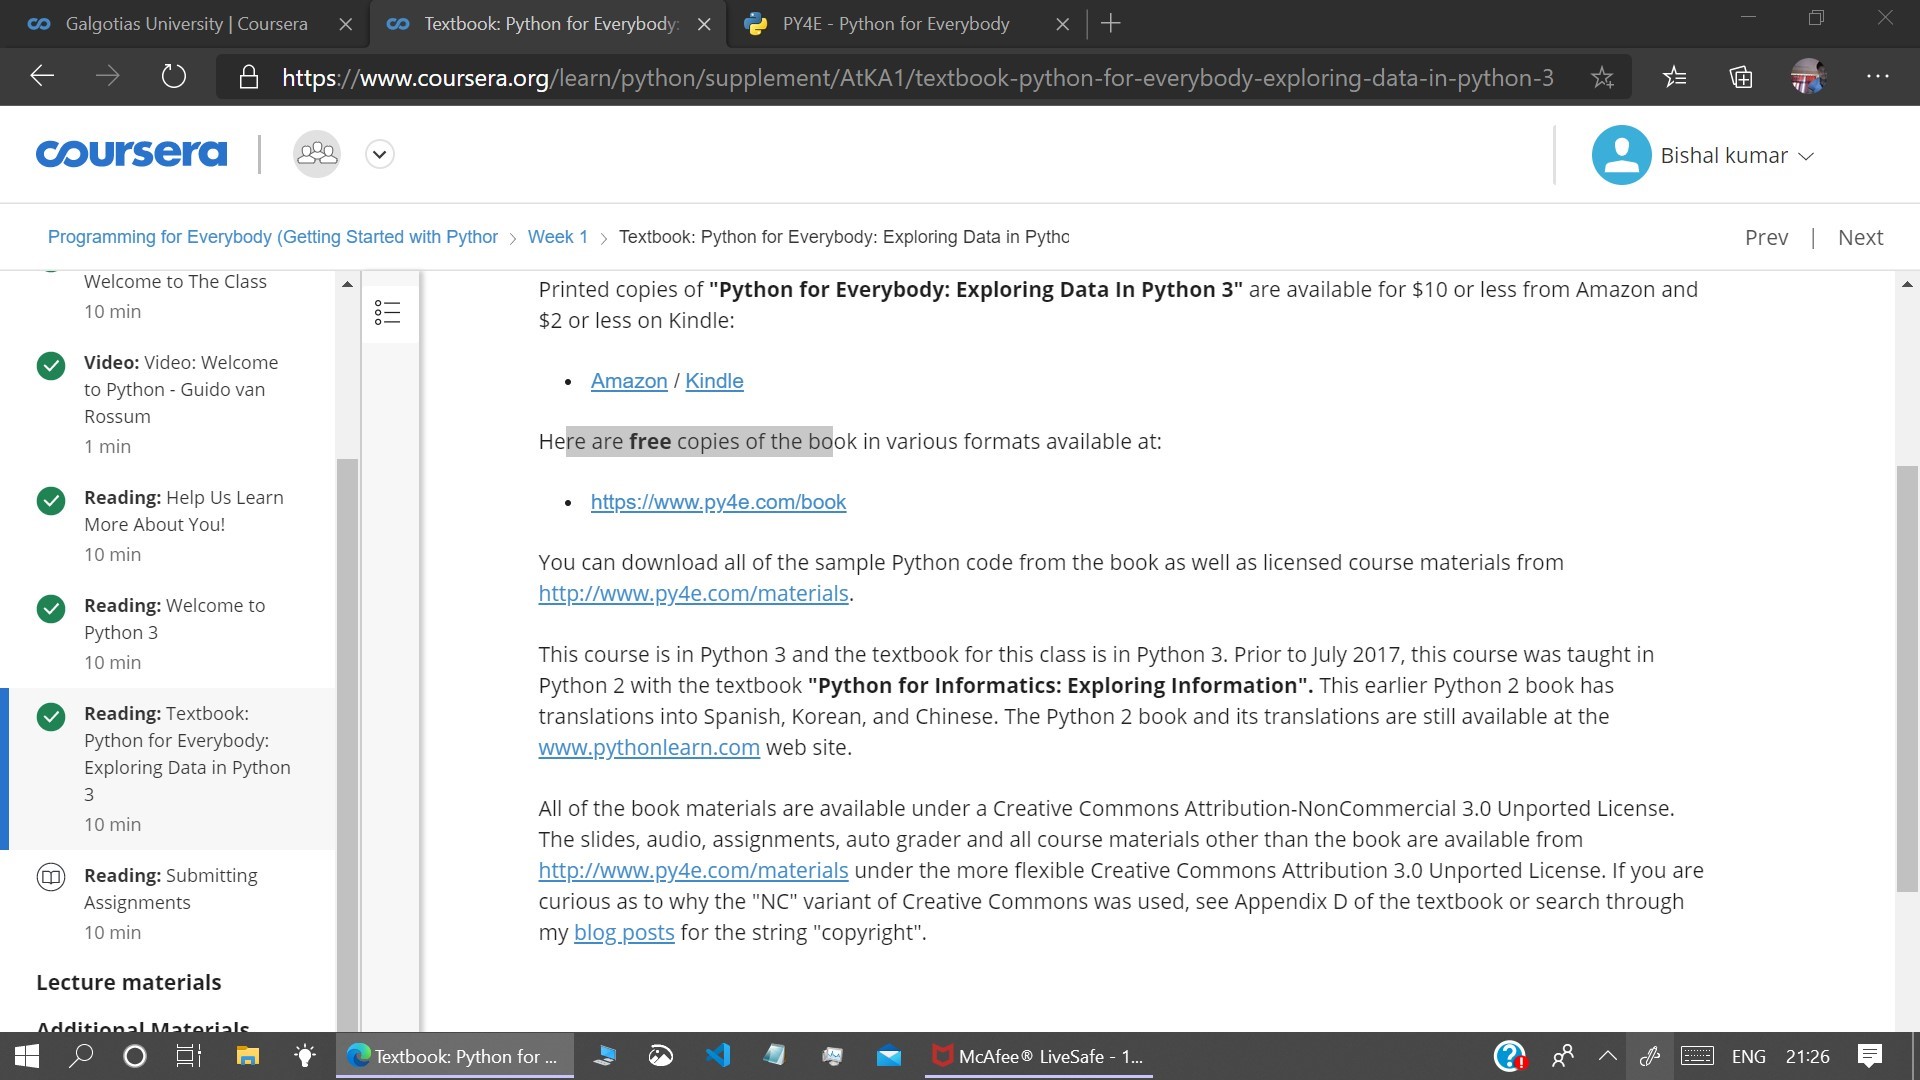 Galgotias University | Coursera
Textbook: Python for Everybody:
PY4E - Python for Everybody
https://www.coursera.org/learn/python/supplement/AtKA1/textbook-python-for-everybody-exploring-data-in-python-3
coursera
Bishal kumar
Programming for Everybody (Getting Started with Pythor
Week 1
Textbook: Python for Everybody: Exploring Data in Pytho
Prev | Next
Welcome to The Class
10 min
Video: Video: Welcome
to Python - Guido van
Rossum
1 min
Reading: Help Us Learn
More About You!
10 min
Reading: Welcome to
Python 3
10 min
Reading: Textbook:
Python for Everybody:
Exploring Data in Python
3
10 min
Reading: Submitting
Assignments
10 min
Lecture materials
Additional Materials
Printed copies of "Python for Everybody: Exploring Data In Python 3" are available for $10 or less from Amazon and
$2 or less on Kindle:
• Amazon / Kindle
Here are free copies of the book in various formats available at:
• https://www.py4e.com/book
You can download all of the sample Python code from the book as well as licensed course materials from
http://www.py4e.com/materials.
This course is in Python 3 and the textbook for this class is in Python 3. Prior to July 2017, this course was taught in
Python 2 with the textbook "Python for Informatics: Exploring Information". This earlier Python 2 book has
translations into Spanish, Korean, and Chinese. The Python 2 book and its translations are still available at the
www.pythonlearn.com web site.
All of the book materials are available under a Creative Commons Attribution-NonCommercial 3.0 Unported License.
The slides, audio, assignments, auto grader and all course materials other than the book are available from
http://www.py4e.com/materials under the more flexible Creative Commons Attribution 3.0 Unported License. If you are
curious as to why the "NC" variant of Creative Commons was used, see Appendix D of the textbook or search through
my blog posts for the string "copyright".
Textbook: Python for ...
McAfee® LiveSafe - 1...
ENG
21:26